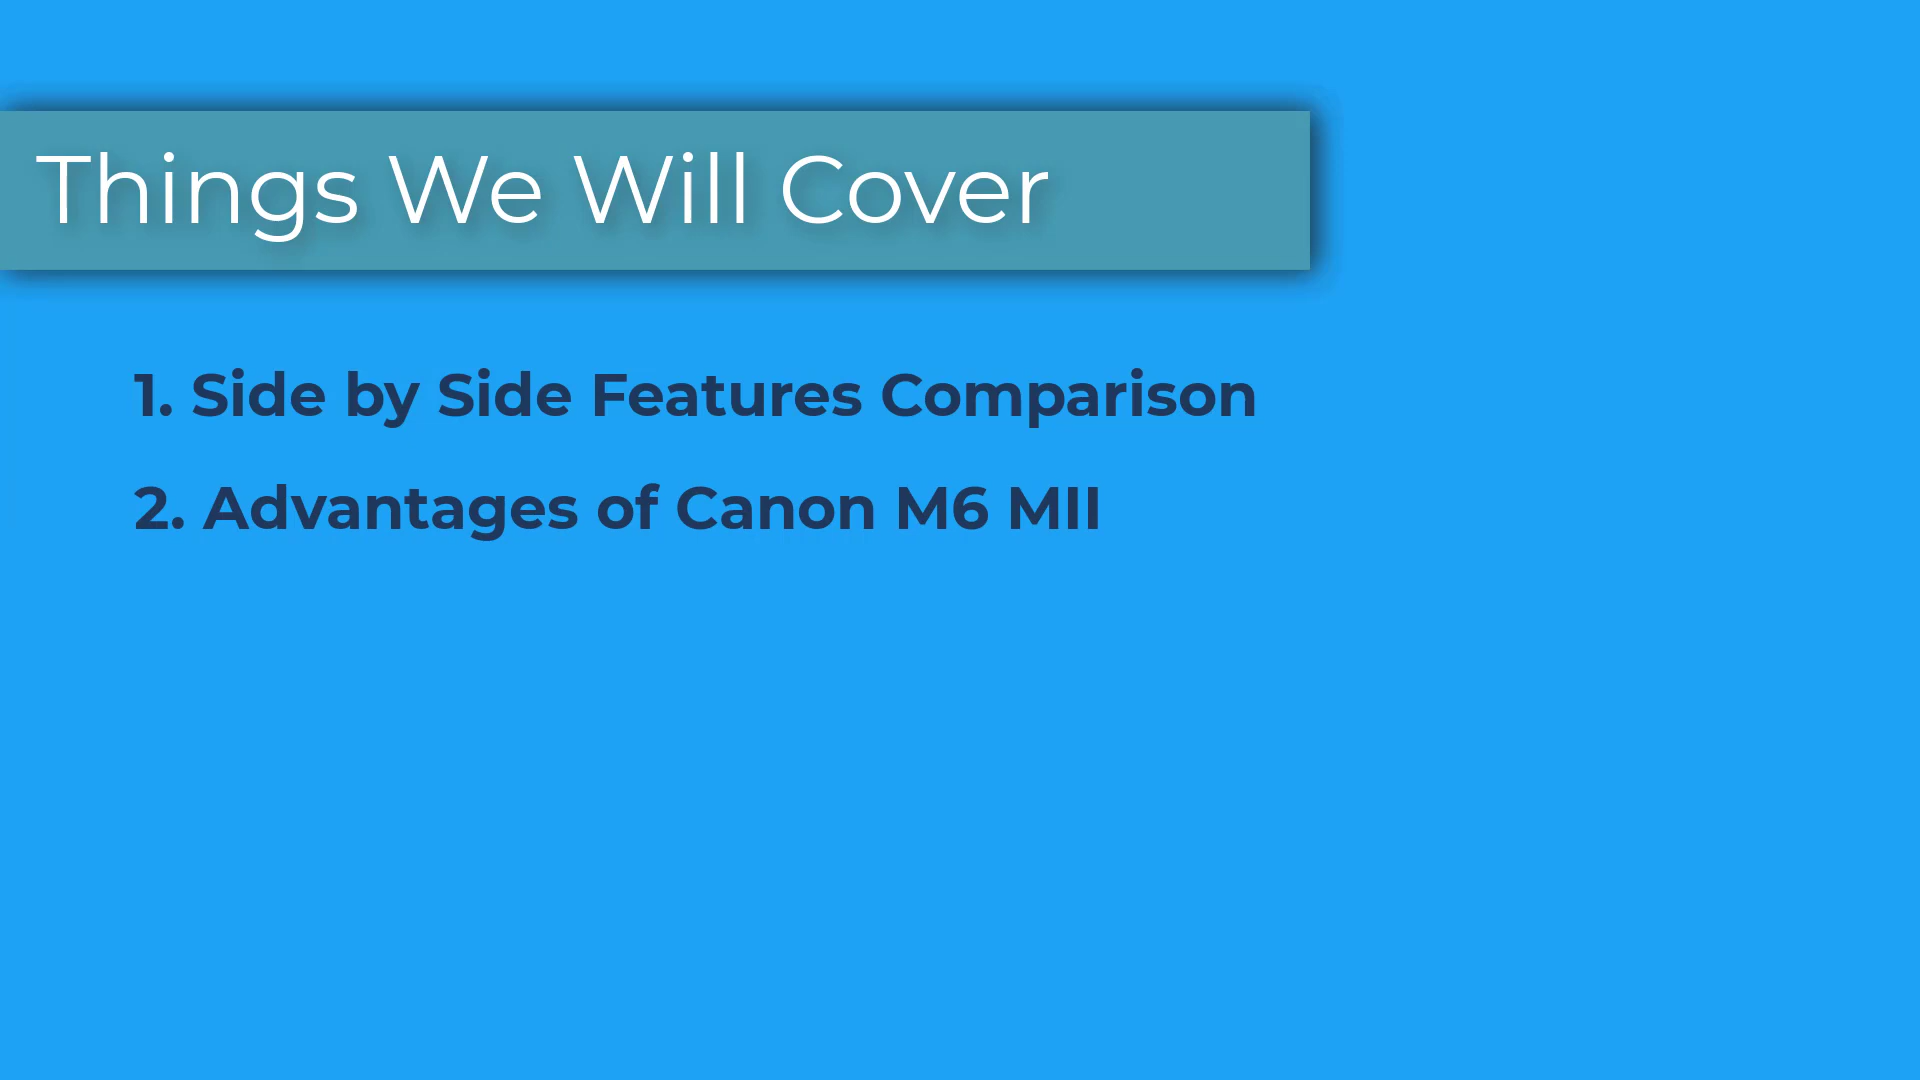 Things We Will Cover
1. Side by Side Features Comparison
2. Advantages of Canon M6 MII